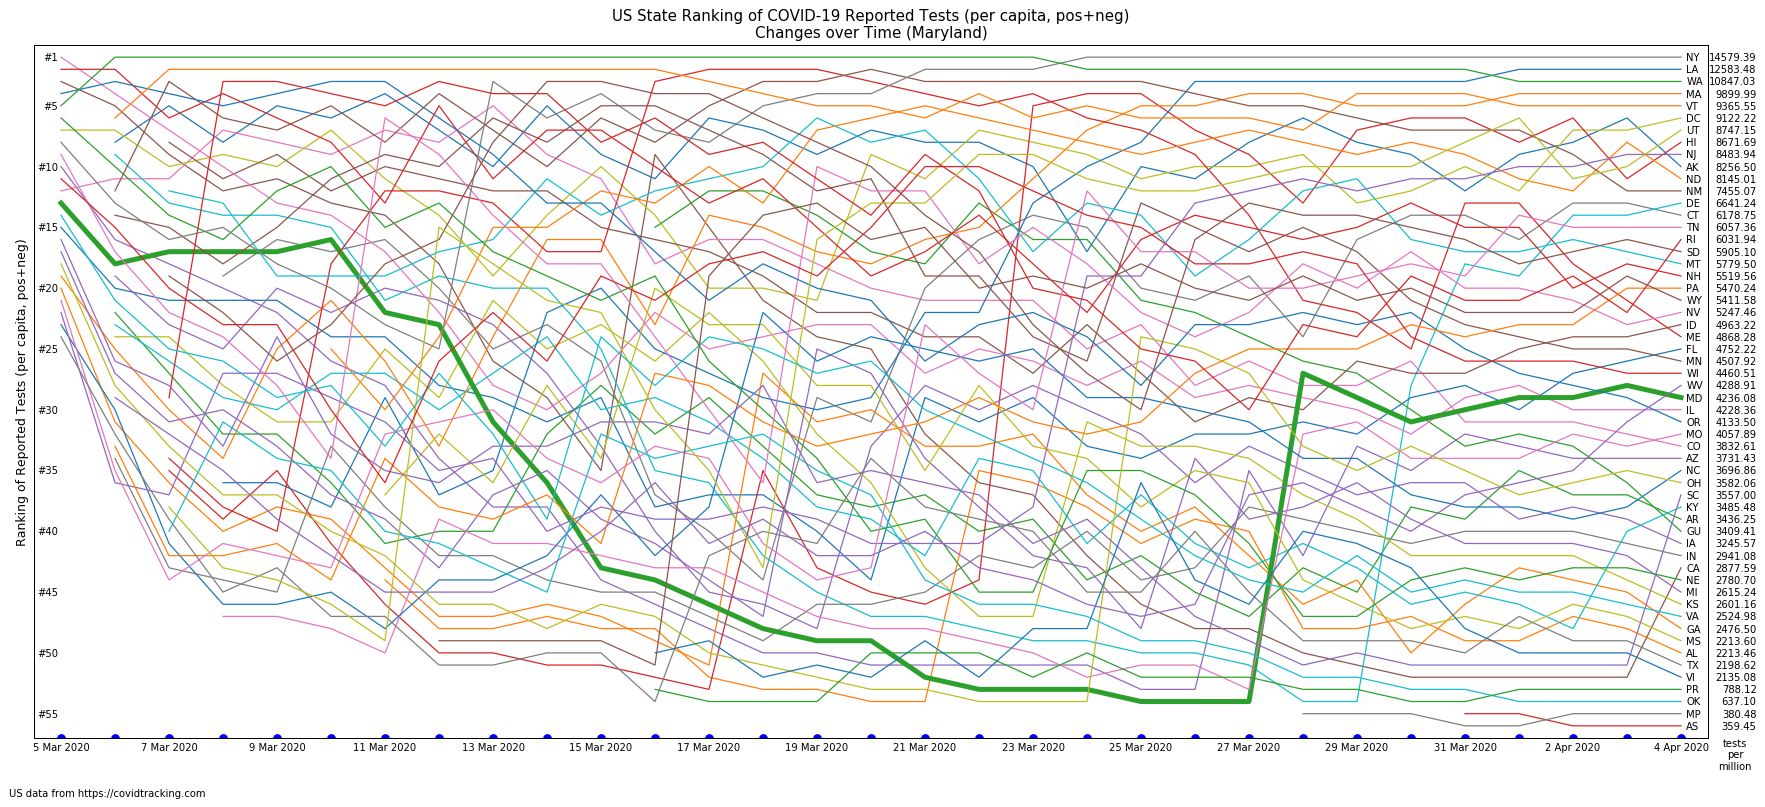 US State Ranking of COVID-19 Reported Tests (per capita, pos+neg)
Changes over Time (Maryland)
Ranking of Reported Tests (per capita, pos+neg)
#1
#5
#10
#15
#20
#25
#30
#35
#40
#45
#50
#55
NY 14579.39
LA 12583.48
WA 10847.03
MA 9899.99
VT 9365.55
DC 9122.22
UT 8747.15
HI 8671.69
NJ 8483.94
AK 8256.50
ND 8145.01
NM 7455.07
DE 6641.24
CT 6178.75
TN 6057.36
RI 6031.94
SD 5905.10
MT 5779.50
NH 5519.56
PA 5470.24
WY 5411.58
NV 5247.46
ID 4963.22
ME 4868.28
FL 4752.22
MN 4507.92
WI 4460.51
WV 4288.91
MD 4236.08
IL 4228.36
OR 4133.50
MO 4057.89
CO 3832.61
AZ 3731.43
NC 3696.86
OH 3582.06
SC 3557.00
KY 3485.48
AR 3436.25
GU 3409.41
IA 3245.57
IN 2941.08
CA 2877.59
NE 2780.70
MI 2615.24
KS 2601.16
VA 2524.98
GA 2476.50
MS 2213.60
AL 2213.46
TX 2198.62
VI 2135.08
PR 788.12
OK 637.10
MP 380.48
AS 359.45
5 Mar 2020 7 Mar 2020 9 Mar 2020 11 Mar 2020 13 Mar 2020 15 Mar 2020 17 Mar 2020 19 Mar 2020 21 Mar 2020 23 Mar 2020 25 Mar 2020 27 Mar 2020 29 Mar 2020 31 Mar 2020 2 Apr 2020 4 Apr 2020
tests
per
million
US data from https://covidtracking.com